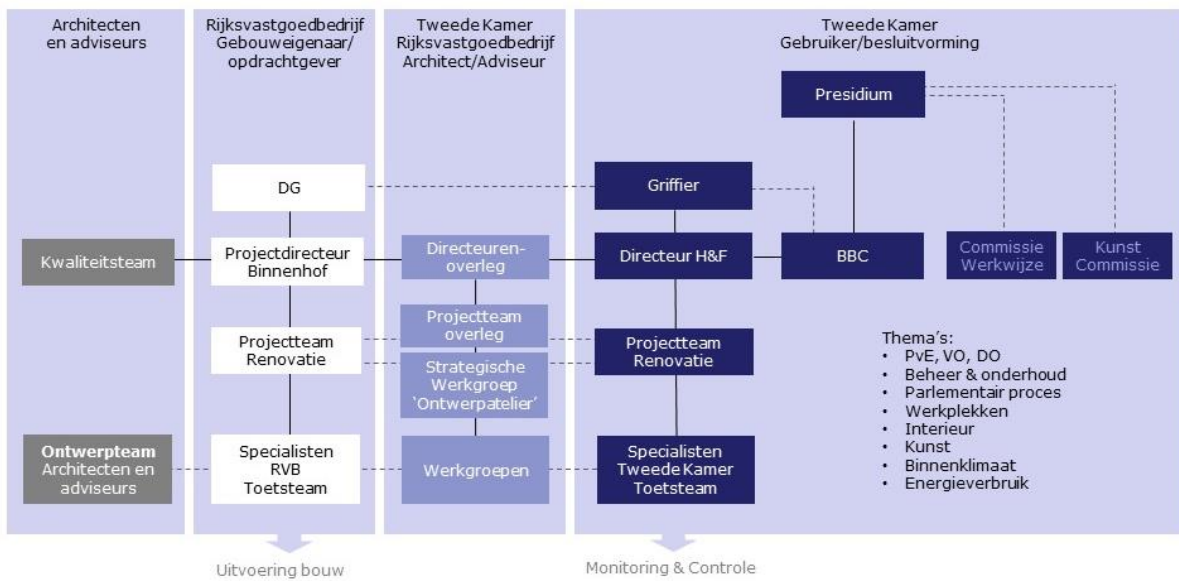 Architecten
en adviseurs
Rijksvastgoedbedrijf
Gebouweigenaar/
opdrachtgever
Tweede Kamer
Rijksvastgoedbedrijf
Architect/Adviseur
Tweede Kamer
Gebruiker/besluitvorming
Presidium
DG
Griffier
Kwaliteitsteam
Projectdirecteur
Binnenhof
Directeuren-
overleg
Directeur H&F
BBC
Commissie
Werkwijze
Kunst
Commissie
Projectteam
Renovatie
Projectteam
overleg
Strategische
Werkgroep
‘Ontwerpatelier’
Projectteam
Renovatie
Thema’s:
• PvE, VO, DO
• Beheer & onderhoud
• Parlementair proces
• Werkplekken
• Interieur
• Kunst
• Binnenklimaat
• Energieverbruik
Ontwerpteam
Architecten en
adviseurs
Specialisten
RVB
Toetsteam
Werkgroepen
Specialisten
Tweede Kamer
Toetsteam
Uitvoering bouw
Monitoring & Controle